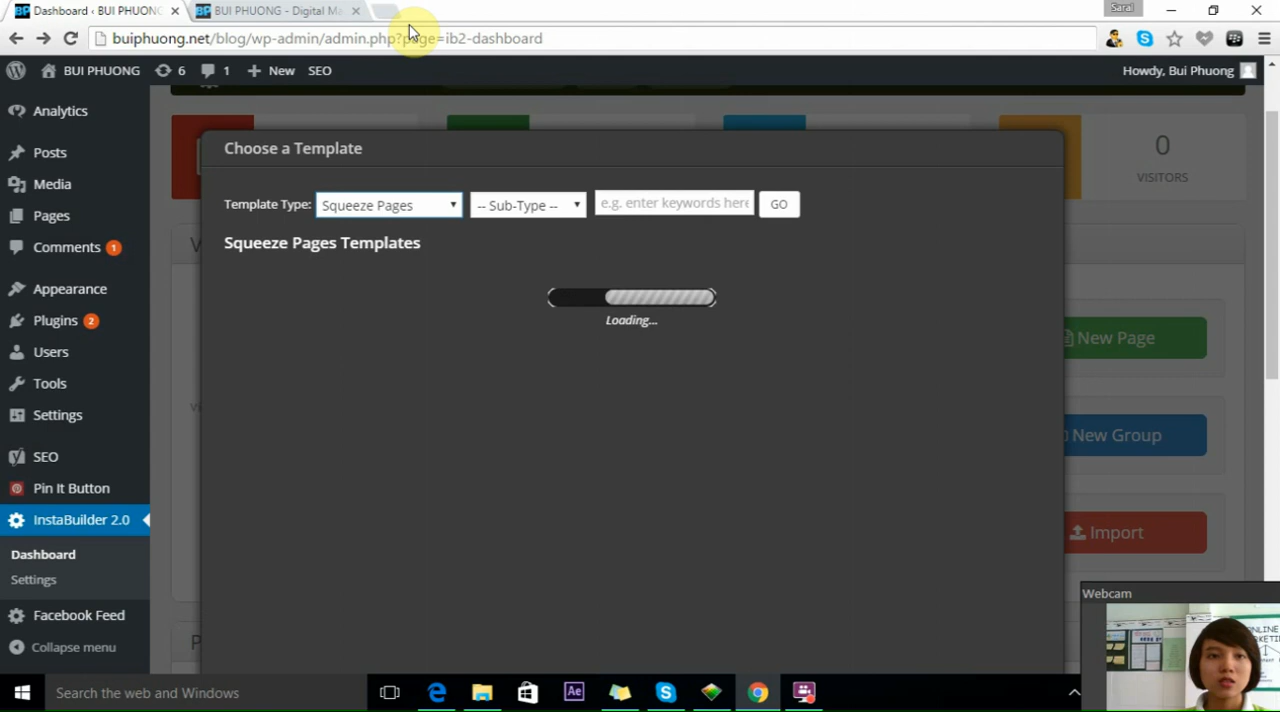 Dashboard ‹ BUI PHUONG
BUI PHUONG - Digital Ma
Saral
buiphuong.net/blog/wp-admin/admin.php?page=ib2-dashboard
BUI PHUONG
6
1
New
SEO
Howdy, Bui Phuong
Analytics
Posts
Media
Pages
Comments 1
Appearance
Plugins 2
Users
Tools
Settings
SEO
Pin It Button
InstaBuilder 2.0
Dashboard
Settings
Facebook Feed
Collapse menu
Choose a Template
Template Type:
Squeeze Pages
-- Sub-Type --
e.g. enter keywords here
GO
Squeeze Pages Templates
Loading...
0
VISITORS
New Page
New Group
Import
Webcam
ONLINE
Search the web and Windows
Ae